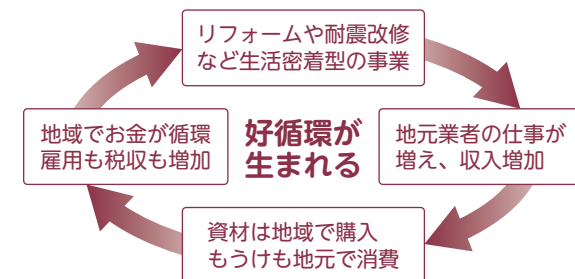 リフォームや耐震改修
など生活密着型の事業
地域でお金が循環
雇用も税収も増加
好循環が
生まれる
地元業者の仕事が
増え、収入増加
資材は地域で購入
もうけも地元で消費